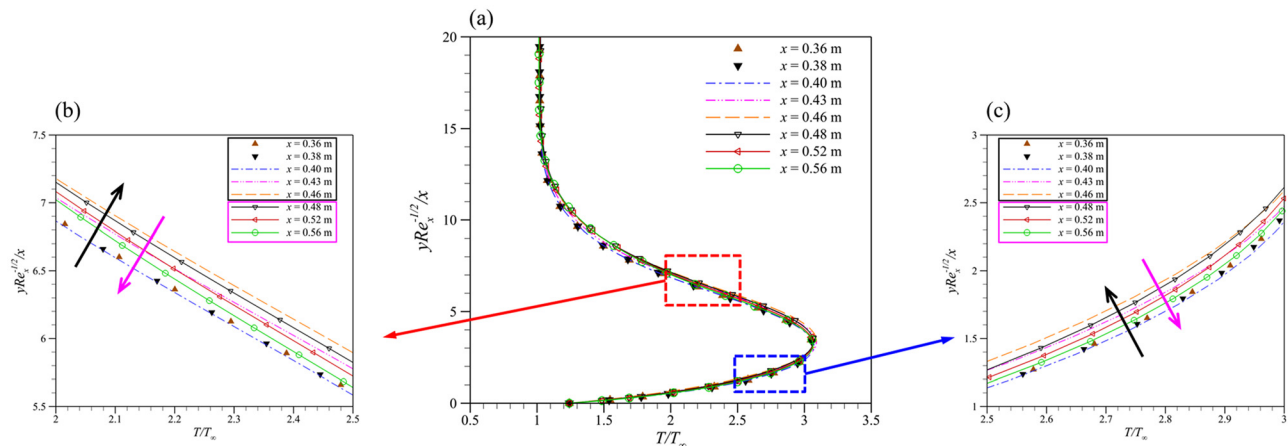 (a)
20
15
10
5
0
yRe_x^{-1/2}/x
0.5
1
1.5
2
2.5
3
3.5
T/T_∞
x = 0.36 m
x = 0.38 m
x = 0.40 m
x = 0.43 m
x = 0.46 m
x = 0.48 m
x = 0.52 m
x = 0.56 m
(b)
7.5
7
6.5
6
5.5
yRe_x^{-1/2}/x
2
2.1
2.2
2.3
2.4
2.5
T/T_∞
x = 0.36 m
x = 0.38 m
x = 0.40 m
x = 0.43 m
x = 0.46 m
x = 0.48 m
x = 0.52 m
x = 0.56 m
(c)
3
2.5
2
1.5
1
yRe_x^{-1/2}/x
2.5
2.6
2.7
2.8
2.9
3
T/T_∞
x = 0.36 m
x = 0.38 m
x = 0.40 m
x = 0.43 m
x = 0.46 m
x = 0.48 m
x = 0.52 m
x = 0.56 m